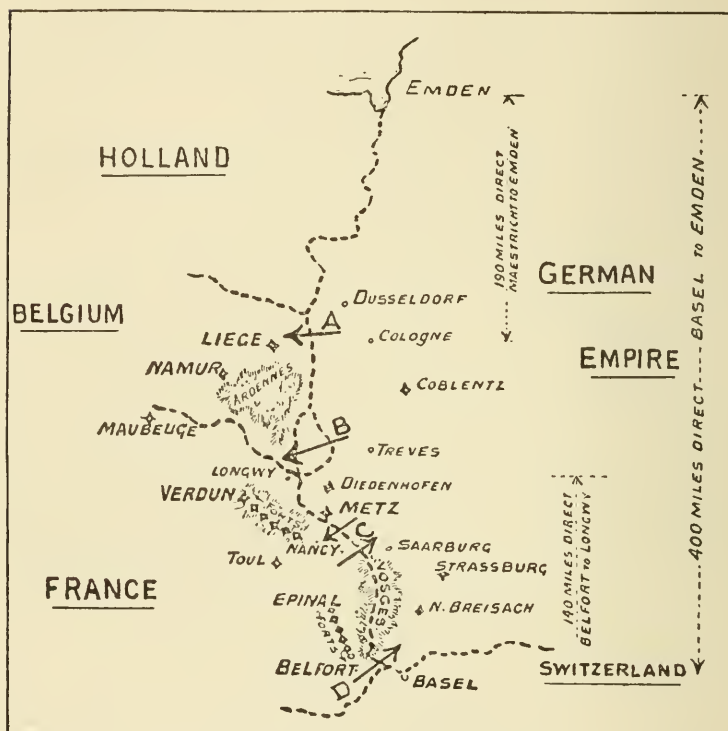 EMDEN
HOLLAND
190 MILES DIRECT
MAESTRICHT TO EMDEN
400 MILES DIRECT BASEL TO EMDEN
GERMAN
DUSSELDORF
BELGIUM
A
LIEGE
COLOGNE
NAMUR
EMPIRE
ARDENNES
COBLENTZ
MAUBEUGE
B
TREVES
LONGWY
DIEDENHOFEN
VERDUN
FORTS
METZ
140 MILES DIRECT
BELFORT TO LONGWY
C
NANCY
SAARBURG
TOUL
STRASSBURG
FRANCE
VOSGES
EPINAL
N. BREISACH
FORTS
BELFORT
SWITZERLAND
D
BASEL